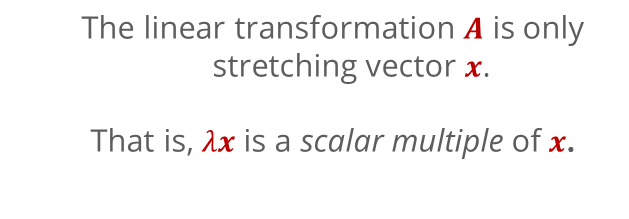 The linear transformation A is only
stretching vector x.
That is, λx is a scalar multiple of x.